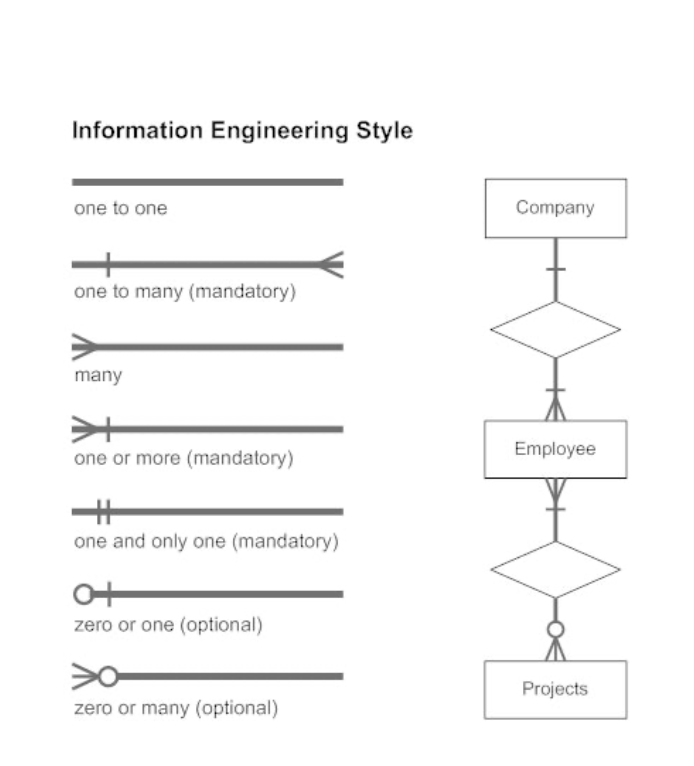 Information Engineering Style
one to one
one to many (mandatory)
many
one or more (mandatory)
one and only one (mandatory)
zero or one (optional)
zero or many (optional)
Company
Employee
Projects